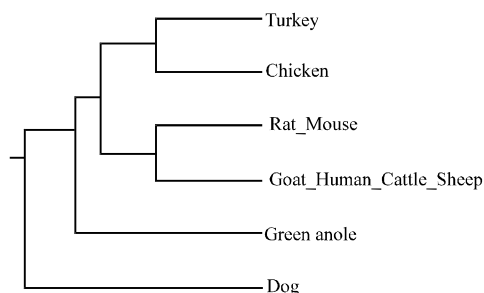 Turkey
Chicken
Rat_Mouse
Goat_Human_Cattle_Sheep
Green anole
Dog